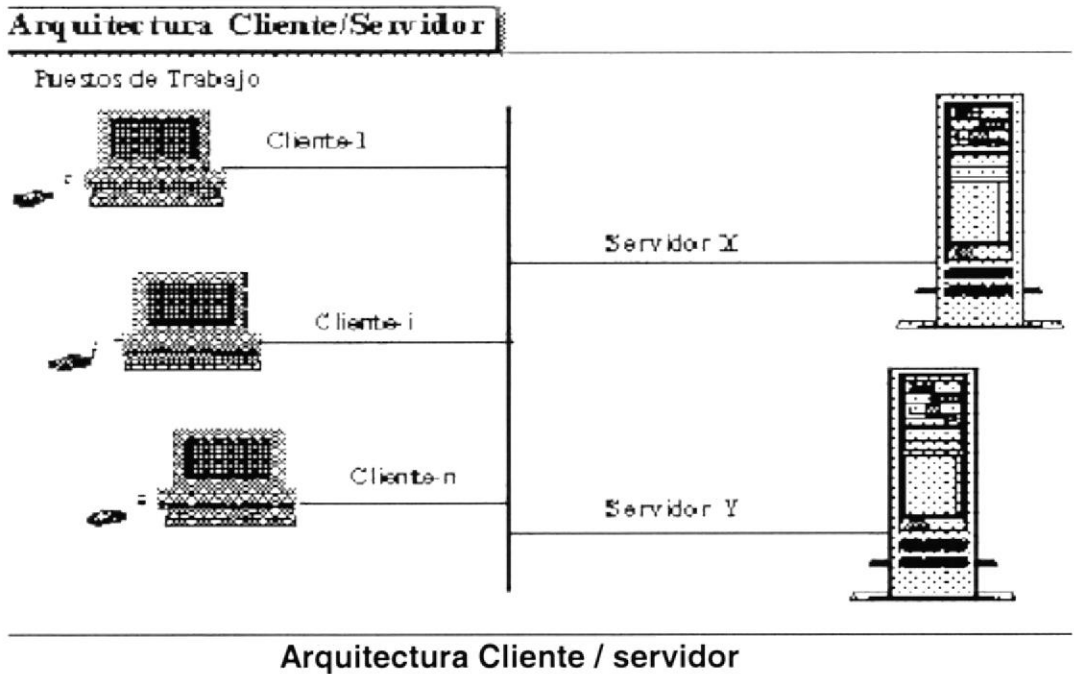 Arquitectura Cliente/Servidor
Puestos de Trabajo
Cliente-1
Servidor X
Cliente-i
Cliente-n
Servidor Y
Arquitectura Cliente / servidor